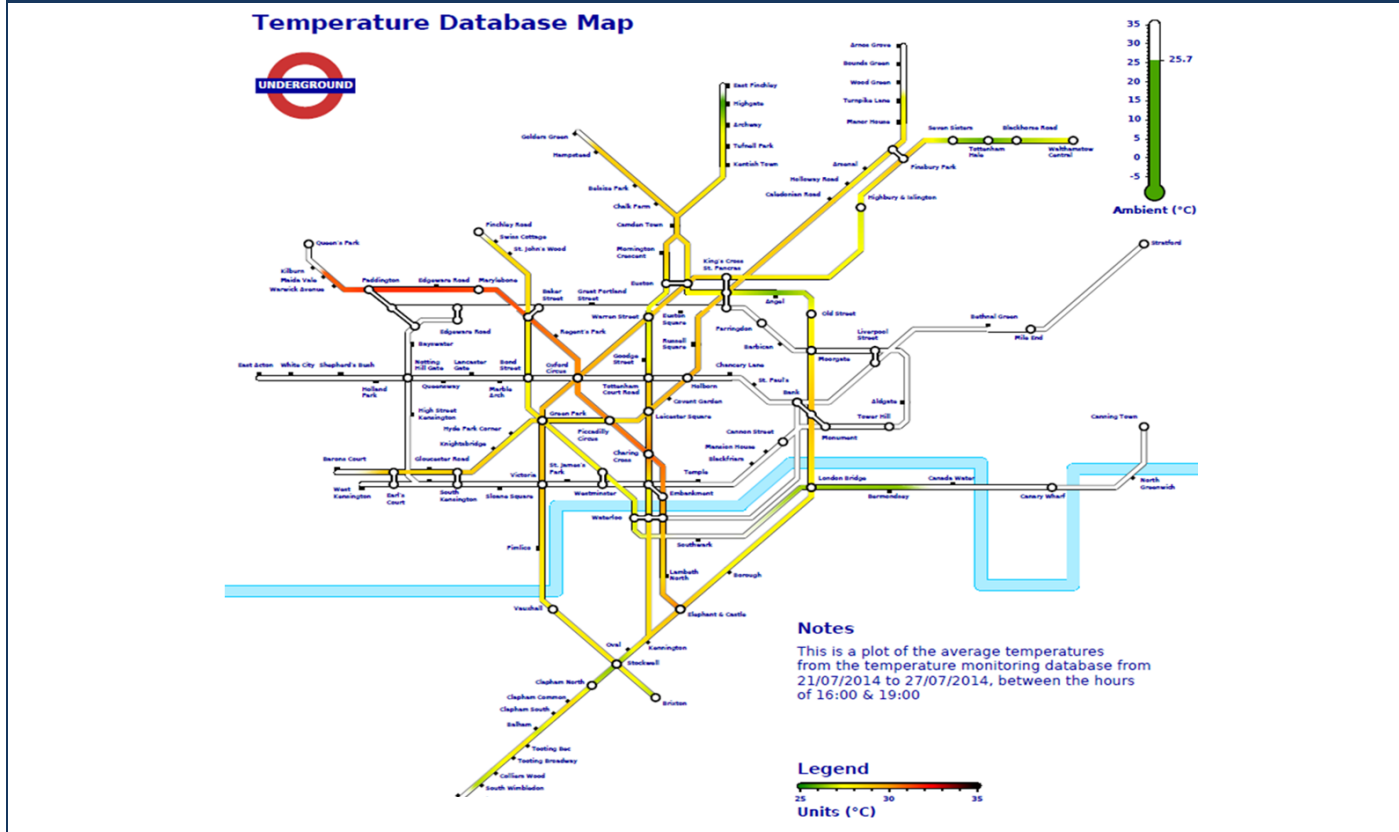 Temperature Database Map
UNDERGROUND
35
30
25
20
15
10
5
0
-5
25.7
Ambient (°C)
Arnos Grove
Bounds Green
Wood Green
Turnpike Lane
Manor House
East Finchley
Highgate
Archway
Tufnell Park
Kentish Town
Golders Green
Hampstead
Belsize Park
Chalk Farm
Camden Town
Mornington
Crescent
Seven Sisters
Blackhorse Road
Tottenham
Hale
Walthamstow
Central
Finsbury Park
Arsenal
Holloway Road
Caledonian Road
Highbury & Islington
Finchley Road
Swiss Cottage
St. John's Wood
Queen's Park
Kilburn
Maida Vale
Warwick Avenue
Paddington
Edgeware Road
Marylebone
Baker
Street
Great Portland
Street
Euston
King's Cross
St. Pancras
Angel
Stratford
Edgeware Road
Regent's Park
Warren Street
Euston
Square
Farringdon
Old Street
Liverpool
Street
Bethnal Green
Mile End
Bayswater
Goodge
Street
Russell
Square
Barbican
Moorgate
East Acton
White City
Shepherd's Bush
Notting
Hill Gate
Lancaster
Gate
Bond
Street
Oxford
Circus
Chancery Lane
Holland
Park
Queensway
Marble
Arch
Tottenham
Court Road
Holborn
St. Paul's
Bank
Aldgate
High Street
Kensington
Covent Garden
Leicester Square
Green Park
Hyde Park Corner
Knightsbridge
Piccadilly
Circus
Cannon Street
Mansion House
Blackfriars
Tower Hill
Monument
Canning Town
Barons Court
Gloucester Road
Victoria
St. James's
Park
Charing
Cross
Temple
West
Kensington
Earl's
Court
South
Kensington
Sloane Square
Westminster
Embankment
London Bridge
Bermondsey
Canada Water
Canary Wharf
North
Greenwich
Waterloo
Southwark
Pimlico
Lambeth
North
Borough
Vauxhall
Elephant & Castle
Oval
Kennington
Stockwell
Clapham North
Clapham Common
Clapham South
Balham
Tooting Bec
Tooting Broadway
Colliers Wood
South Wimbledon
Brixton
Notes
This is a plot of the average temperatures
from the temperature monitoring database from
21/07/2014 to 27/07/2014, between the hours
of 16:00 & 19:00
Legend
25
30
35
Units (°C)